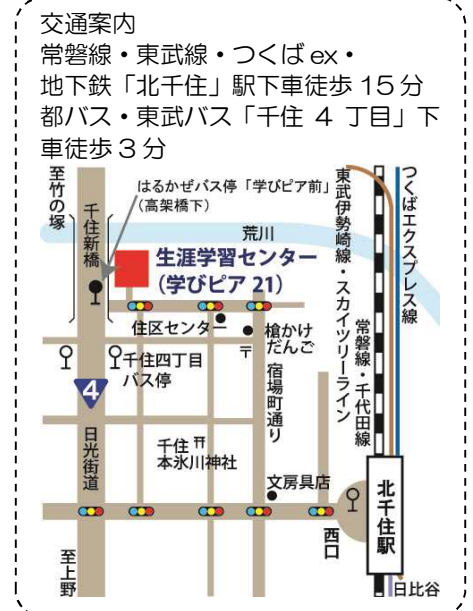 交通案内
常磐線・東武線・つくばex・
地下鉄「北千住」駅下車徒歩15分
都バス・東武バス「千住 4 丁目」下
車徒歩3分
至竹の塚
はるかぜバス停「学びピア前」
(高架橋下)
千住新橋
荒川
生涯学習センター
(学びピア21)
東武伊勢崎線・スカイツリーライン
つくばエクスプレス線
常磐線・千代田線
住区センター
槍かけ
だんご
〒
千住四丁目
バス停
4
宿場町通り
日光街道
千住
本氷川神社
文房具店
北千住駅
西口
至上野
日比谷